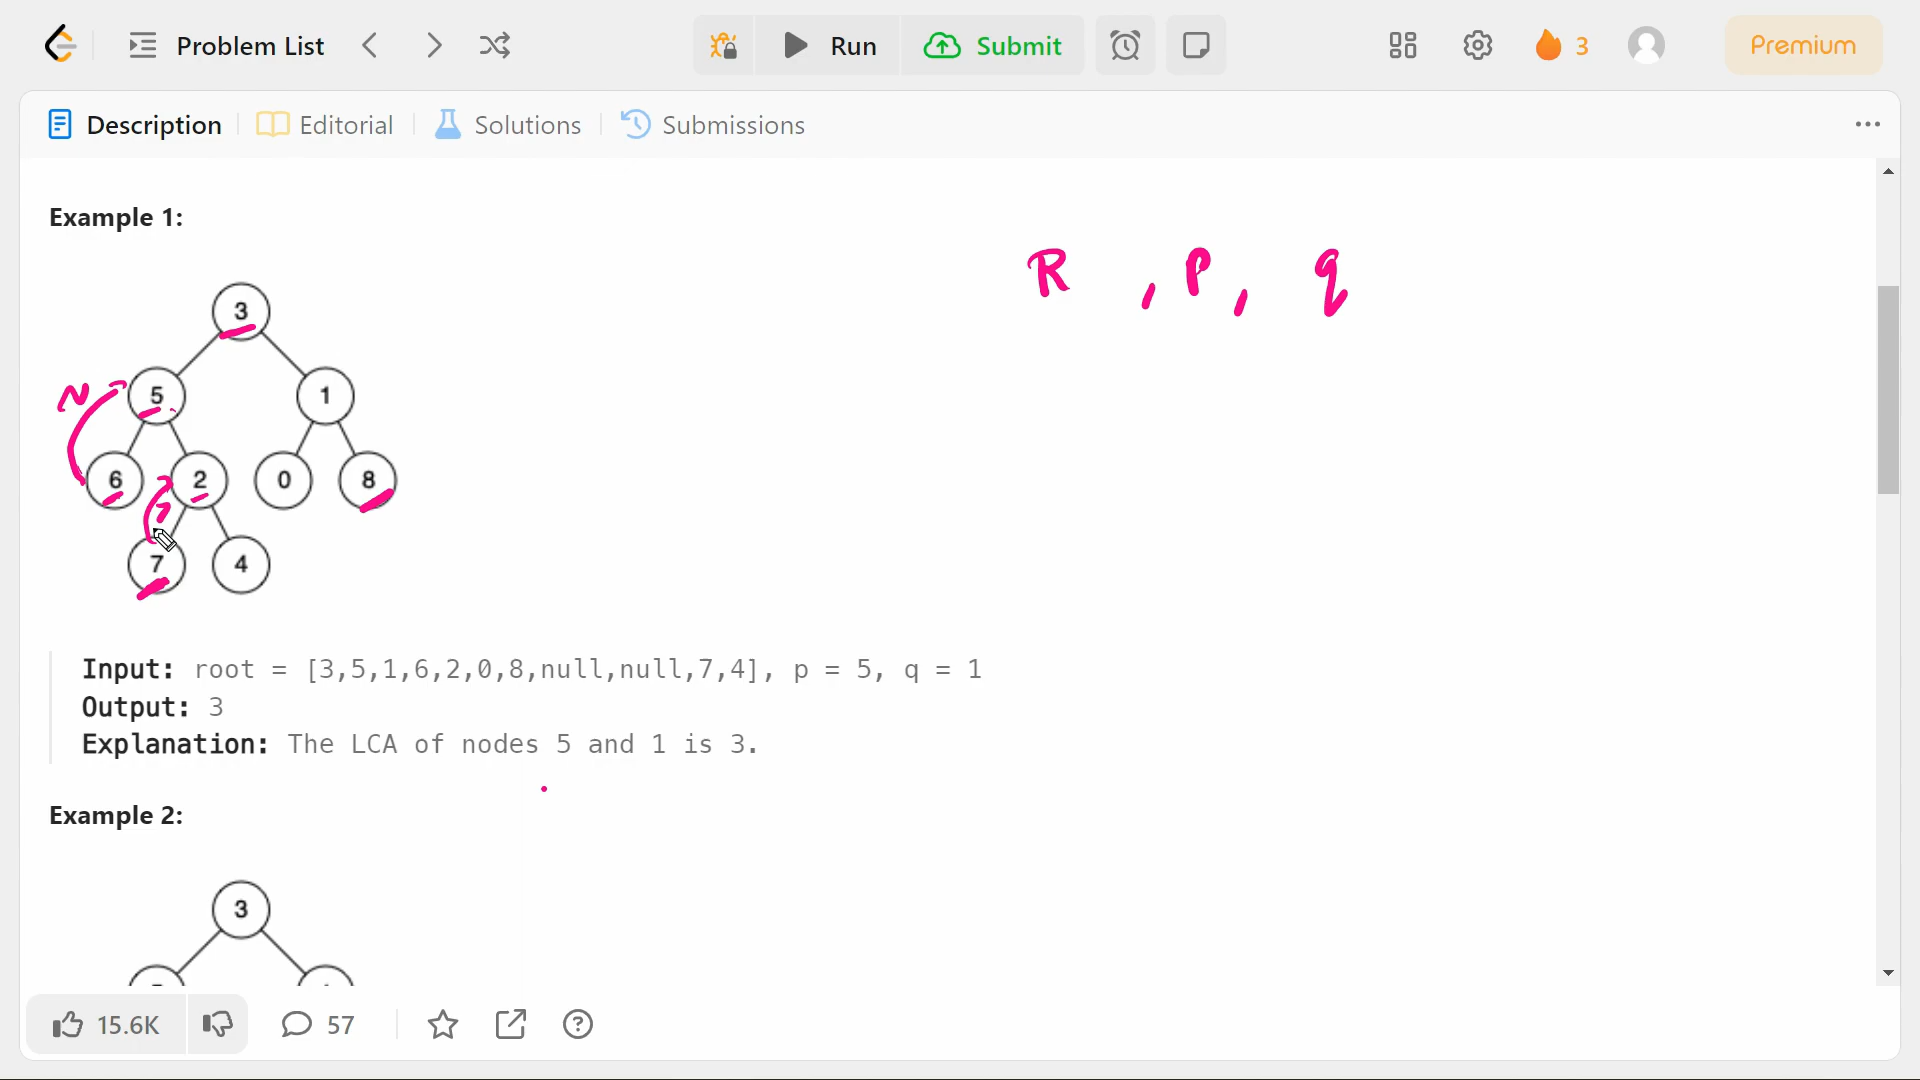 Problem List Run Submit 3 Premium
Description Editorial Solutions Submissions
Example 1:
R , P , q
3
N 5 1
6 2 0 8
7
7 4
Input: root = [3,5,1,6,2,0,8,null,null,7,4], p = 5, q = 1
Output: 3
Explanation: The LCA of nodes 5 and 1 is 3.
Example 2:
3
15.6K 57